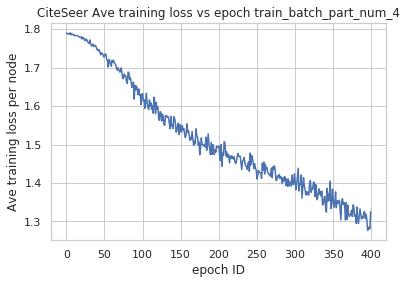 CiteSeer Ave training loss vs epoch train_batch_part_num_4
1.8
1.7
1.6
1.5
1.4
1.3
Ave training loss per node
0 50 100 150 200 250 300 350 400
epoch ID